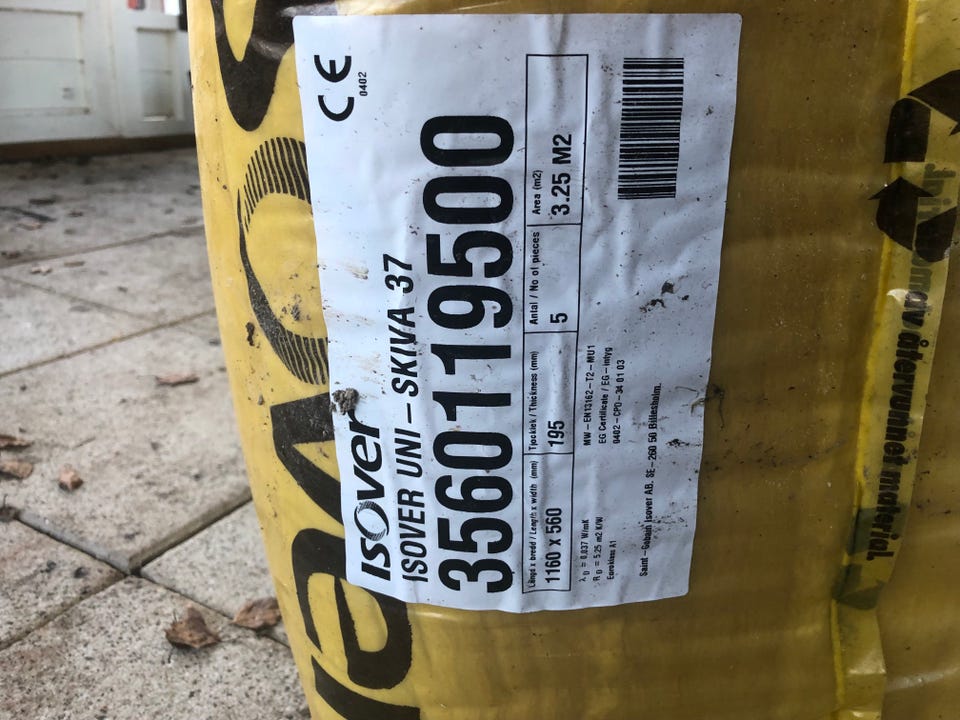 isover
CE
0402
isover
ISOVER UNI-SKIVA 37
3560119500
Längd x bredd / Length x width (mm)
1160 x 560
Tjocklek / Thickness (mm)
195
Antal / No of pieces
5
Area (m2)
3.25 M2
λ D = 0,037 W/mK
R D = 5.25 m2 K/W
Euroklass A1
MW-EN13162-T2-MU1
EG Certificate / EG-intyg
0402-CPD-34 01 03
Saint-Gobain Isover AB, SE-260 50 Billesholm.
av återvunnet material.